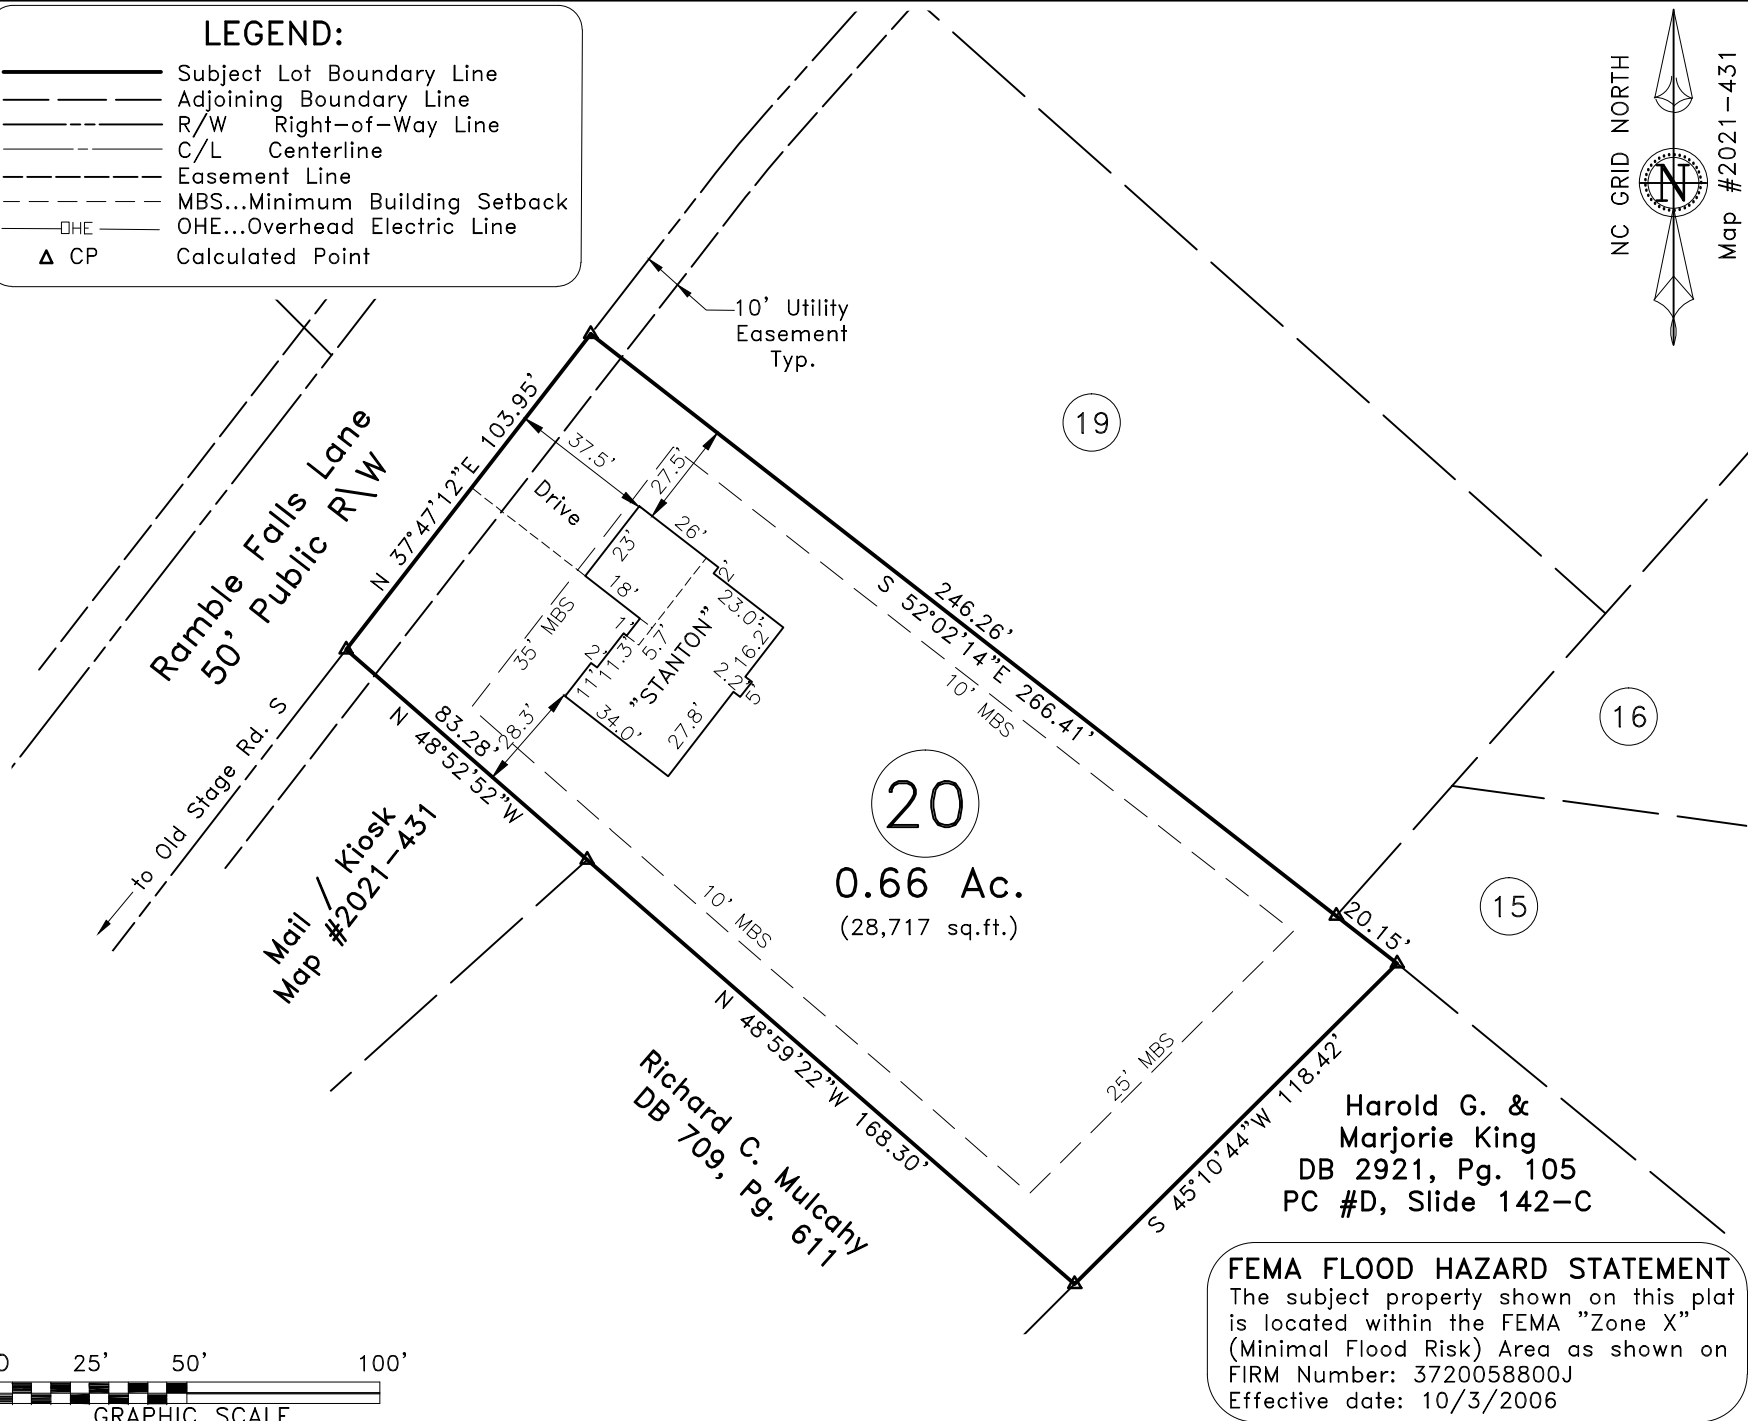 LEGEND:
Subject Lot Boundary Line
Adjoining Boundary Line
R/W Right-of-Way Line
C/L Centerline
Easement Line
MBS...Minimum Building Setback
OHE OHE...Overhead Electric Line
CP Calculated Point
NC GRID NORTH
N
Map #2021-431
10' Utility
Easement
Typ.
19
16
15
Ramble Falls Lane
50' Public R\W
N 37°47'12"E 103.95'
37.5'
27.5'
Drive
26'
23'
2'
18'
23.0'
35' MBS
1'
5.7'
11.3'
2'
11'
"STANTON"
16.2'
2.2'
5'
34.0'
27.8'
28.3'
83.28'
N 48°52'52"W
246.26'
S 52°02'14"E 266.41'
10' MBS
20
0.66 Ac.
(28,717 sq.ft.)
20.15'
to Old Stage Rd. S
Mail / Kiosk
Map #2021-431
10' MBS
N 48°59'22"W 168.30'
25' MBS
S 45°10'44"W 118.42'
Richard C. Mulcahy
DB 709, Pg. 611
Harold G. &
Marjorie King
DB 2921, Pg. 105
PC #D, Slide 142-C
FEMA FLOOD HAZARD STATEMENT
The subject property shown on this plat
is located within the FEMA "Zone X"
(Minimal Flood Risk) Area as shown on
FIRM Number: 3720058800J
Effective date: 10/3/2006
0 25' 50' 100'
GRAPHIC SCALE